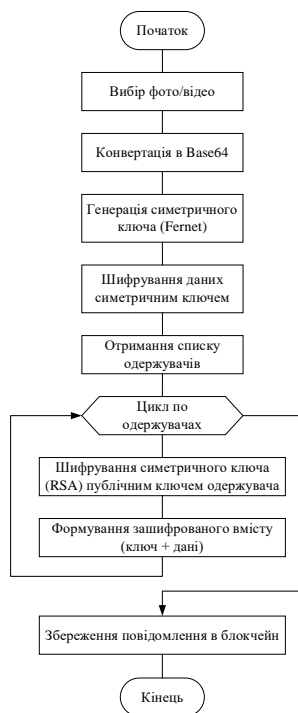 Початок
Вибір фото/відео
Конвертація в Base64
Генерація симетричного
ключа (Fernet)
Шифрування даних
симетричним ключем
Отримання списку
одержувачів
Цикл по
одержувачах
Шифрування симетричного ключа
(RSA) публічним ключем одержувача
Формування зашифрованого вмісту
(ключ + дані)
Збереження повідомлення в блокчейн
Кінець